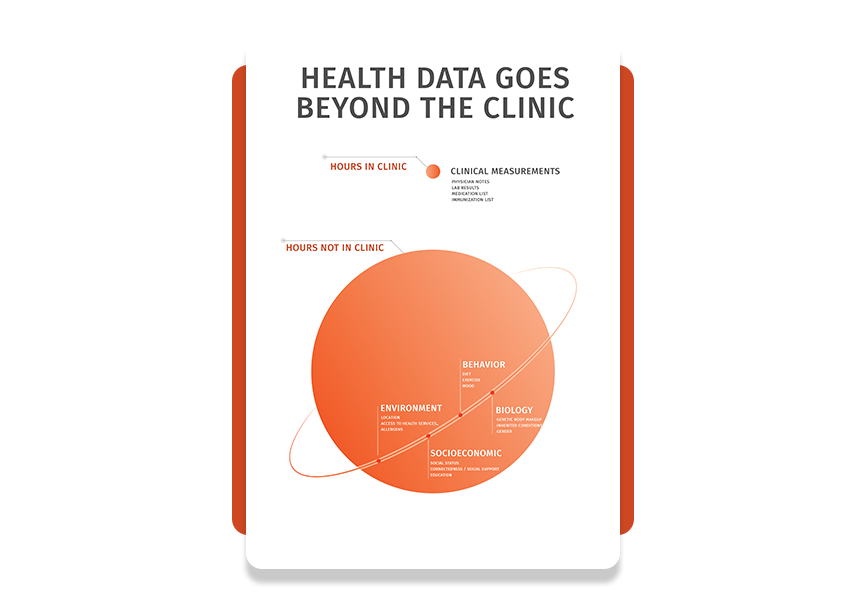 HEALTH DATA GOES
BEYOND THE CLINIC
HOURS IN CLINIC
CLINICAL MEASUREMENTS
PHYSICIAN NOTES
LAB RESULTS
MEDICATION LIST
IMMUNIZATION LIST
HOURS NOT IN CLINIC
BEHAVIOR
DIET
EXERCISE
MOOD
ENVIRONMENT
LOCATION
ACCESS TO HEALTH SERVICES,
ALLERGENS
BIOLOGY
GENETIC BODY MAKEUP
INHERITED CONDITIONS
GENDER
SOCIOECONOMIC
SOCIAL STATUS
CONNECTEDNESS / SOCIAL SUPPORT
EDUCATION